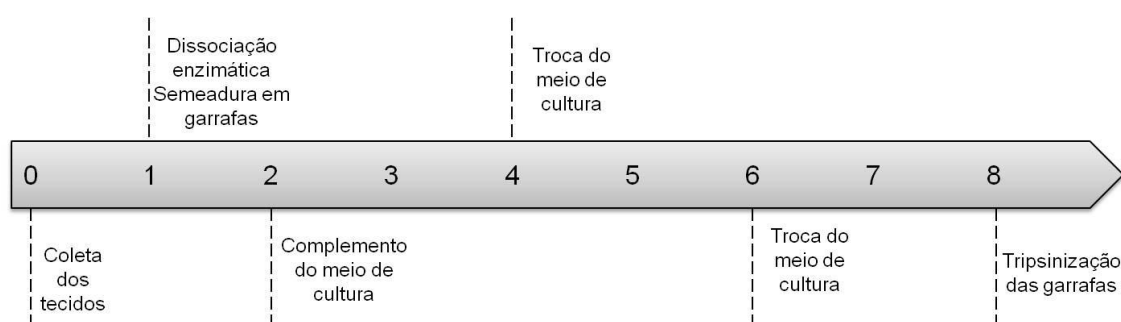 Dissociação
enzimática
Semeadura em
garrafas
Troca do
meio de
cultura
0 1 2 3 4 5 6 7 8
Coleta
dos
tecidos
Complemento
do meio de
cultura
Troca do
meio de
cultura
Tripsinização
das garrafas